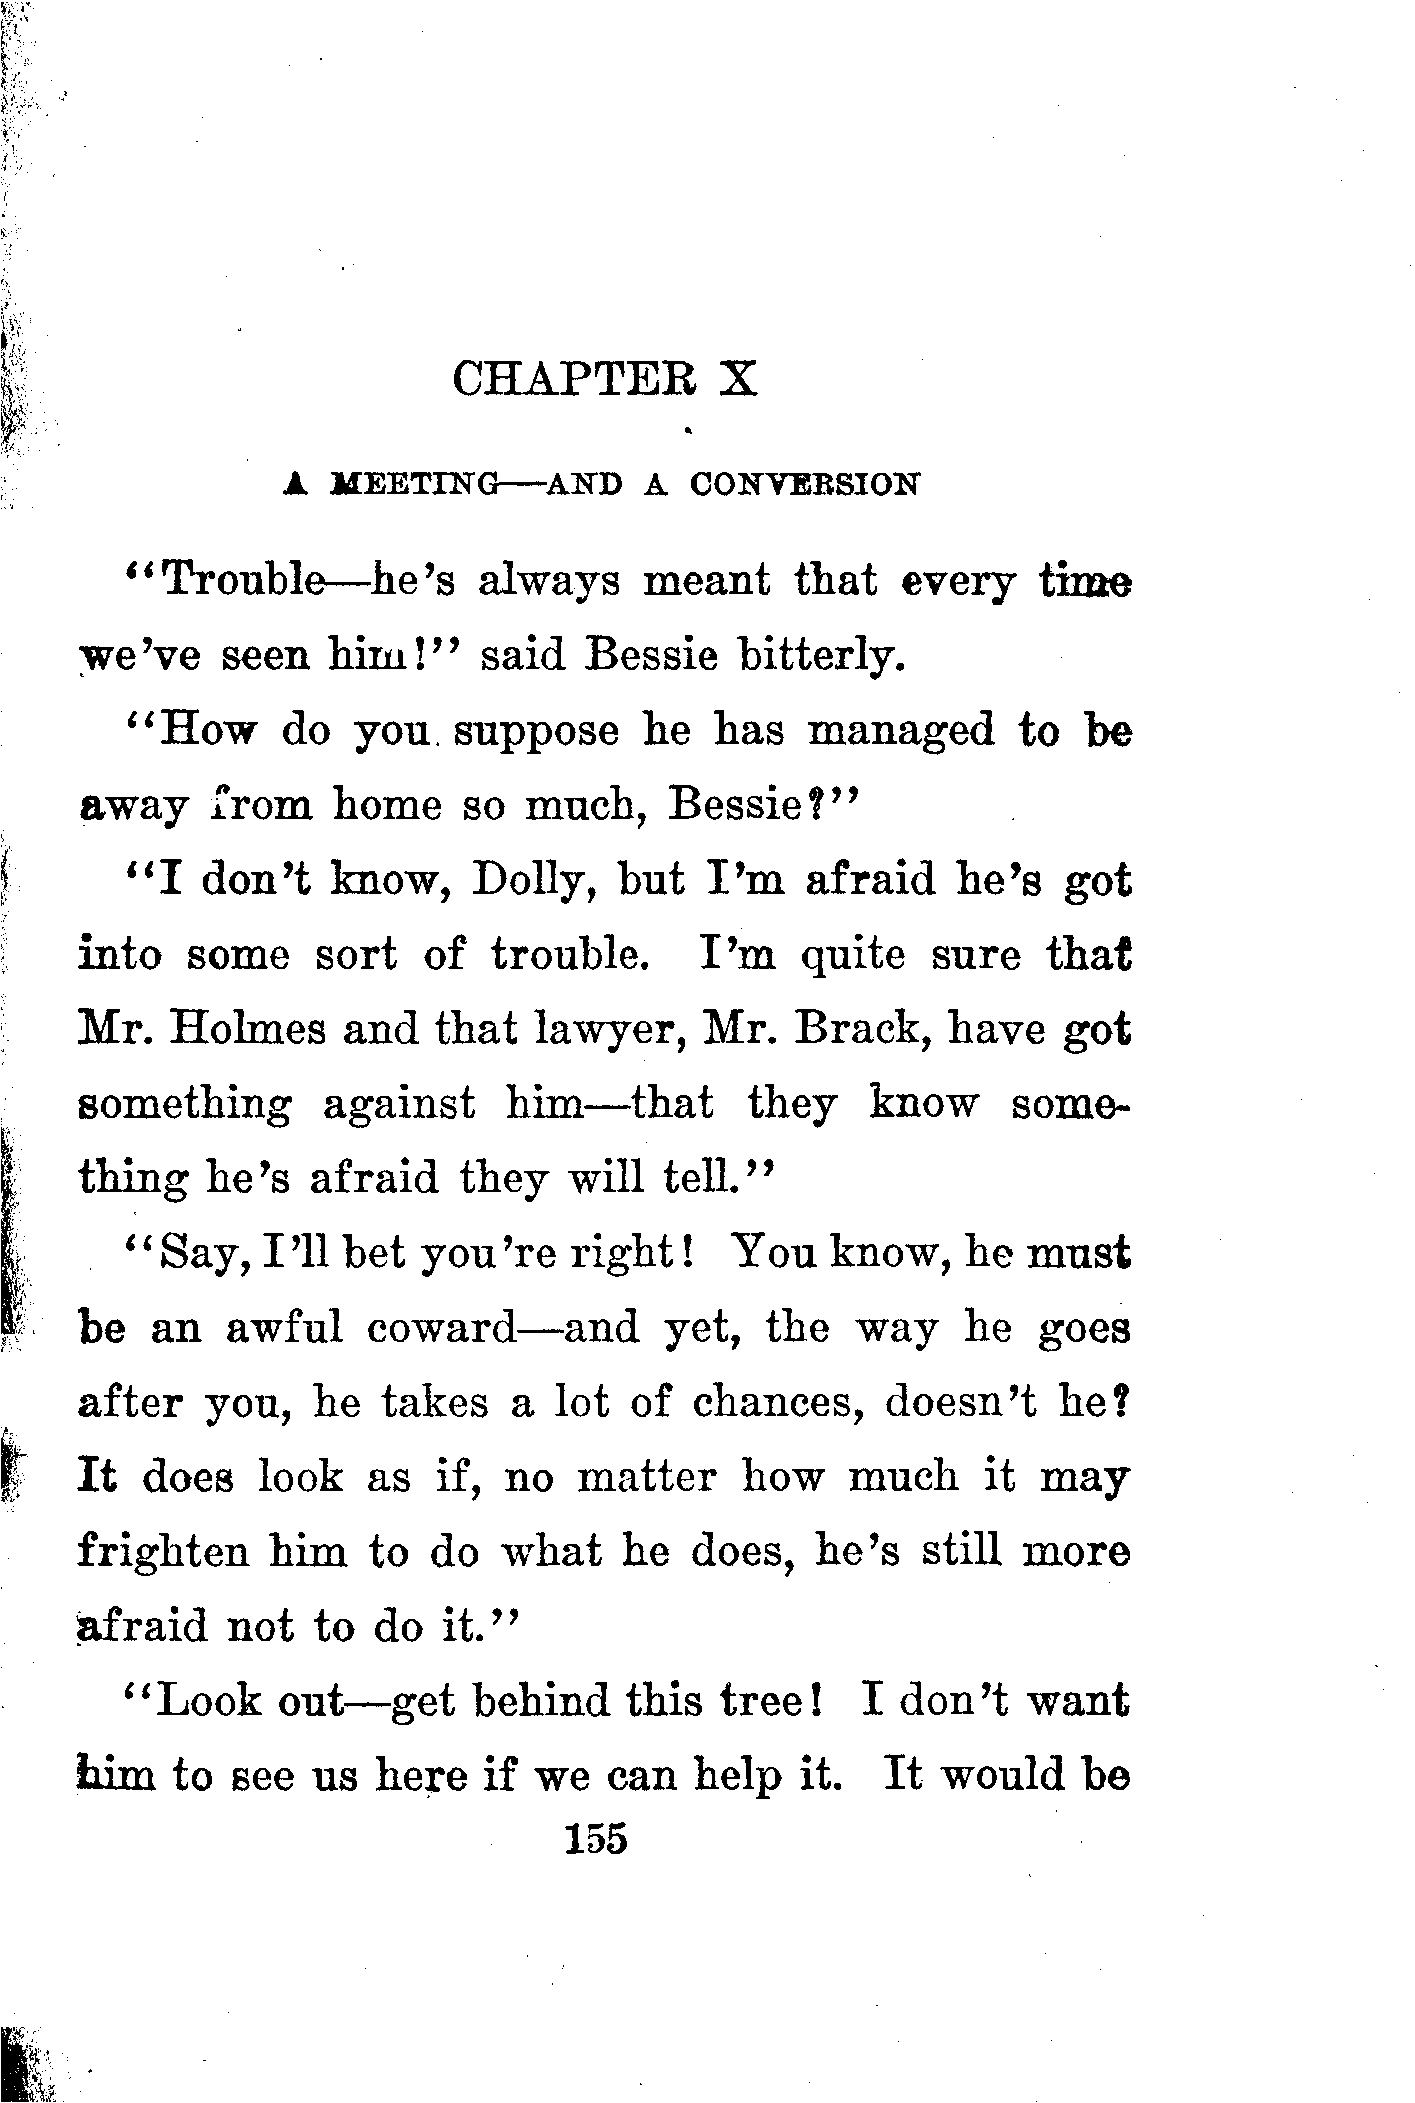 CHAPTER X
A MEETING—AND A CONVERSION
"Trouble—he's always meant that every time
we've seen him!" said Bessie bitterly.
"How do you suppose he has managed to be
away from home so much, Bessie?"
"I don't know, Dolly, but I'm afraid he's got
into some sort of trouble. I'm quite sure that
Mr. Holmes and that lawyer, Mr. Brack, have got
something against him—that they know some-
thing he's afraid they will tell."
"Say, I'll bet you're right! You know, he must
be an awful coward—and yet, the way he goes
after you, he takes a lot of chances, doesn't he?
It does look as if, no matter how much it may
frighten him to do what he does, he's still more
afraid not to do it."
"Look out—get behind this tree! I don't want
him to see us here if we can help it. It would be
155